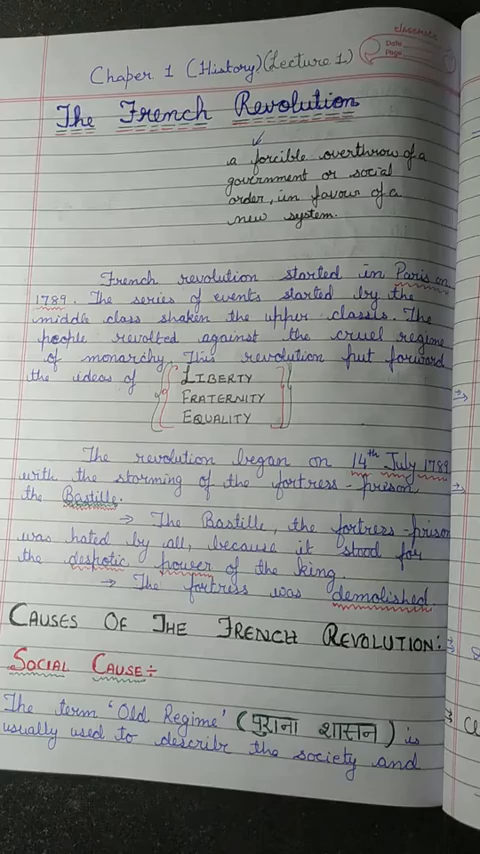 classmate
Date
Page
Chaper 1 (History) (Lecture 1.)
The French Revolution
a forcible overthrow of a
government or social
order, in favour of a
new system.
French revolution started in Paris on
1789. The series of events started by the
middle class shaken the upper classis. The
people revolted against the cruel regime
of monarchy. This revolution put forward
the ideas of LIBERTY
FRATERNITY
EQUALITY
The revolution began on 14th July 1789
with the storming of the fortress-prison
the Bastille.
→ The Bastille, the fortress-prison
was hated by all, because it stood for
the despotic power of the king.
→ The fortress was demolished.
CAUSES OF THE FRENCH REVOLUTION:
SOCIAL CAUSE÷
The term 'Old Regime' (पुराना शासन) is
usually used to describe the society and